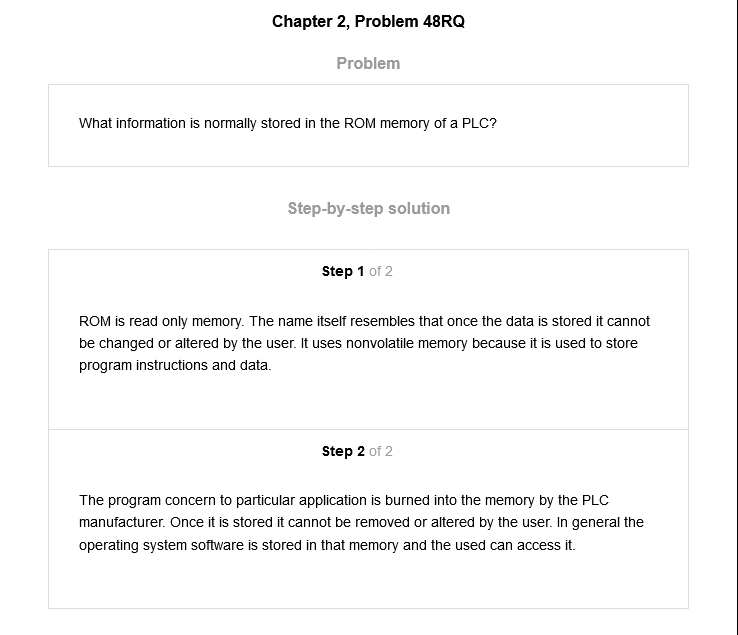 Chapter 2, Problem 48RQ
Problem
What information is normally stored in the ROM memory of a PLC?
Step-by-step solution
Step 1 of 2
ROM is read only memory. The name itself resembles that once the data is stored it cannot
be changed or altered by the user. It uses nonvolatile memory because it is used to store
program instructions and data.
Step 2 of 2
The program concern to particular application is burned into the memory by the PLC
manufacturer. Once it is stored it cannot be removed or altered by the user. In general the
operating system software is stored in that memory and the used can access it.